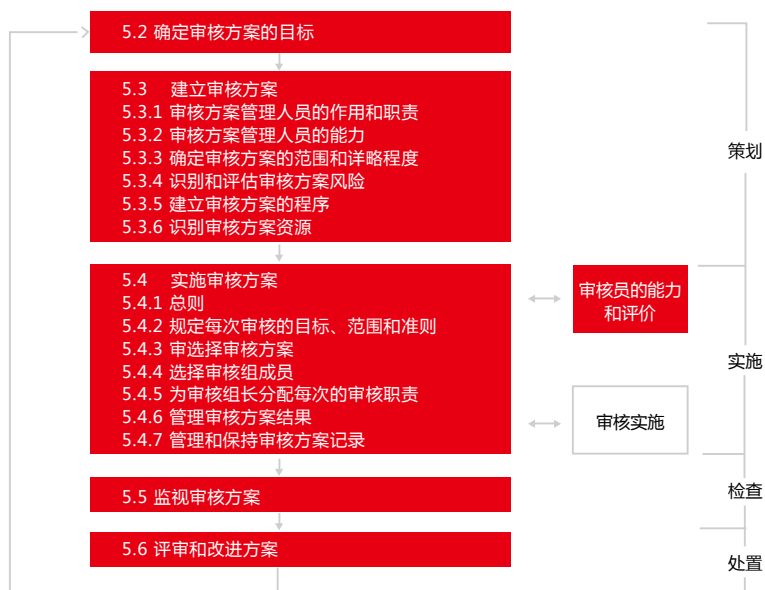 5.2 确定审核方案的目标
5.3 建立审核方案
5.3.1 审核方案管理人员的作用和职责
5.3.2 审核方案管理人员的能力
5.3.3 确定审核方案的范围和详略程度
5.3.4 识别和评估审核方案风险
5.3.5 建立审核方案的程序
5.3.6 识别审核方案资源
策划
5.4 实施审核方案
5.4.1 总则
5.4.2 规定每次审核的目标、范围和准则
5.4.3 审选择审核方案
5.4.4 选择审核组成员
5.4.5 为审核组长分配每次的审核职责
5.4.6 管理审核方案结果
5.4.7 管理和保持审核方案记录
审核员的能力
和评价
实施
审核实施
5.5 监视审核方案
检查
5.6 评审和改进方案
处置